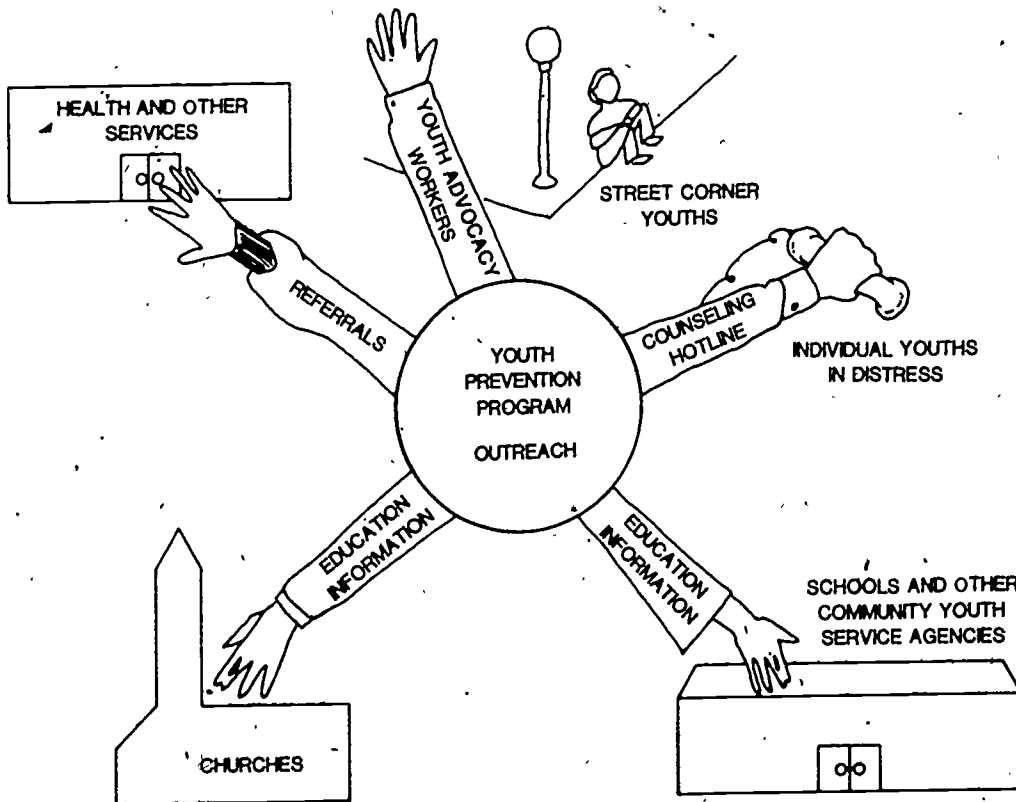 HEALTH AND OTHER
SERVICES
YOUTH ADVOCACY
WORKERS
STREET CORNER
YOUTHS
REFERRALS
COUNSELING
HOTLINE
INDIVIDUAL YOUTHS
IN DISTRESS
YOUTH
PREVENTION
PROGRAM
OUTREACH
EDUCATION
INFORMATION
EDUCATION
INFORMATION
SCHOOLS AND OTHER
COMMUNITY YOUTH
SERVICE AGENCIES
CHURCHES